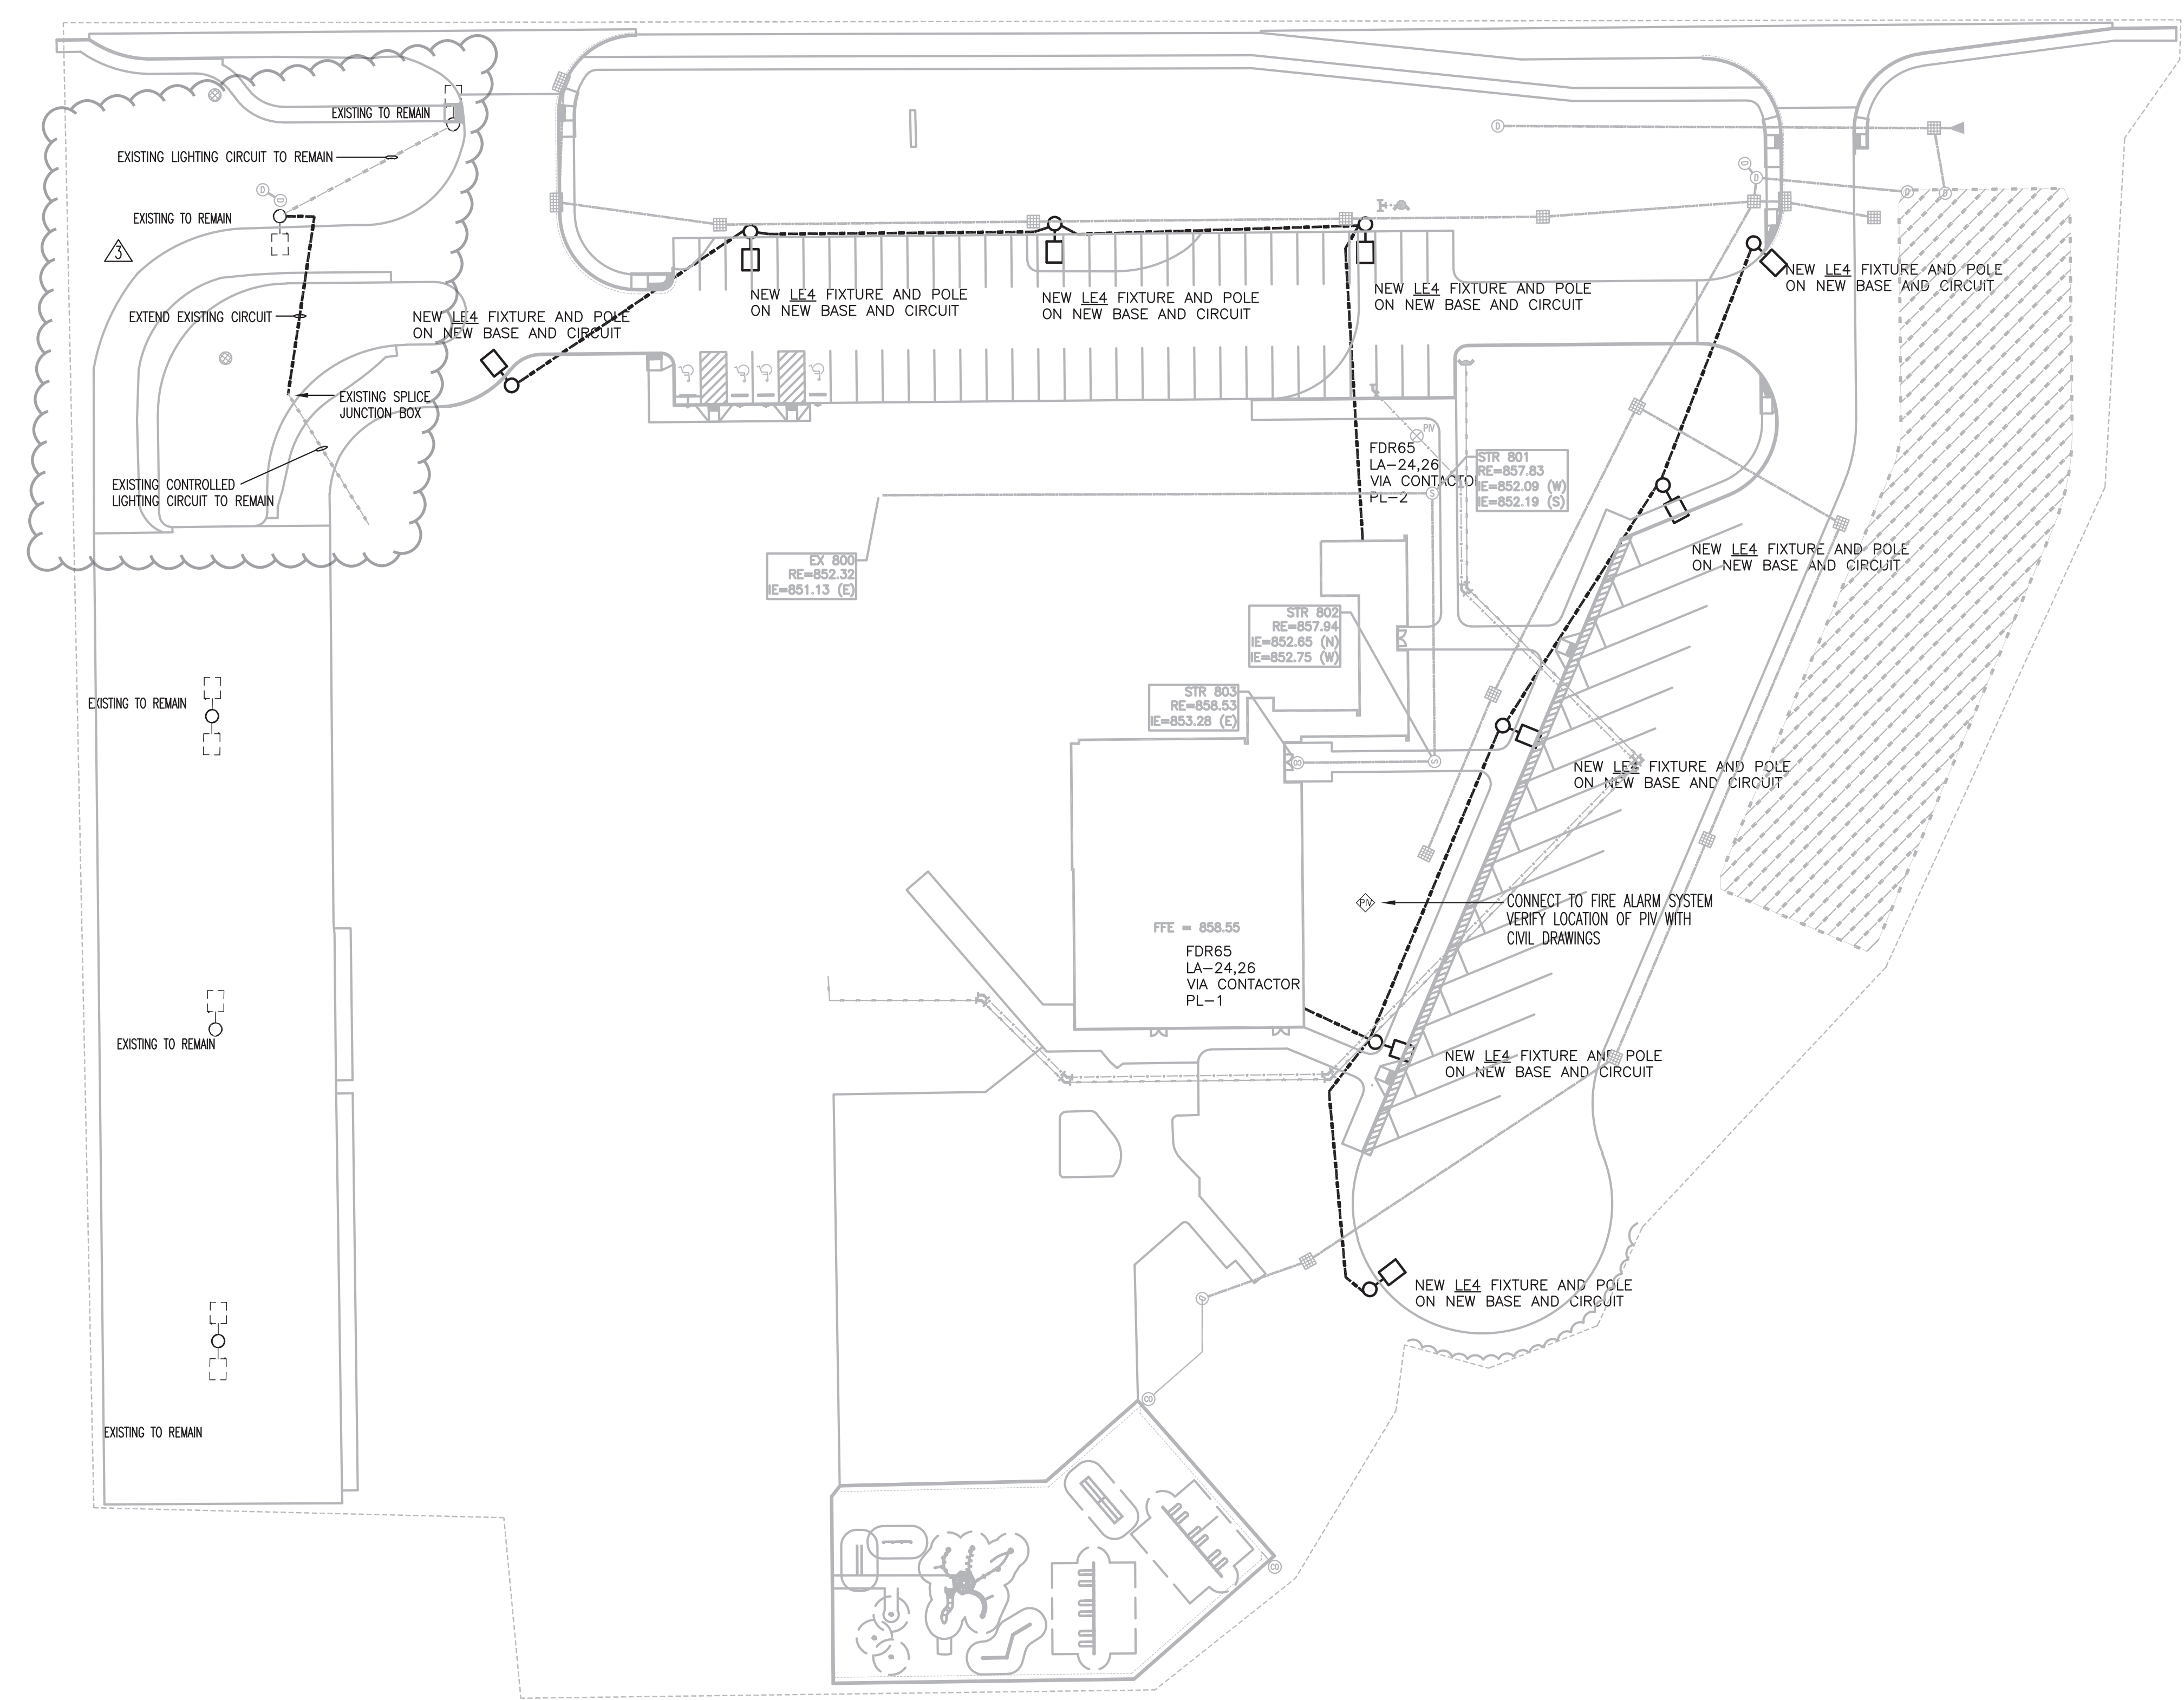 EXISTING TO REMAIN
EXISTING LIGHTING CIRCUIT TO REMAIN
D
D
EXISTING TO REMAIN
3
EXTEND EXISTING CIRCUIT
EXISTING SPLICE
JUNCTION BOX
EXISTING CONTROLLED
LIGHTING CIRCUIT TO REMAIN
NEW LE4 FIXTURE AND POLE
ON NEW BASE AND CIRCUIT
NEW LE4 FIXTURE AND POLE
ON NEW BASE AND CIRCUIT
NEW LE4 FIXTURE AND POLE
ON NEW BASE AND CIRCUIT
NEW LE4 FIXTURE AND POLE
ON NEW BASE AND CIRCUIT
D
D
D
D
D
NEW LE4 FIXTURE AND POLE
ON NEW BASE AND CIRCUIT
PIV
FDR65
LA-24,26
VIA CONTACTO
PL-2
STR 801
RE=857.83
IE=852.09 (W)
IE=852.19 (S)
S
EX 800
RE=852.32
IE=851.13 (E)
NEW LE4 FIXTURE AND POLE
ON NEW BASE AND CIRCUIT
STR 802
RE=857.94
IE=852.65 (N)
IE=852.75 (W)
STR 803
RE=858.53
IE=853.28 (E)
S
EXISTING TO REMAIN
NEW LE4 FIXTURE AND POLE
ON NEW BASE AND CIRCUIT
PIV
CONNECT TO FIRE ALARM SYSTEM
VERIFY LOCATION OF PIV WITH
CIVIL DRAWINGS
FFE = 858.55
FDR65
LA-24,26
VIA CONTACTOR
PL-1
EXISTING TO REMAIN
NEW LE4 FIXTURE AND POLE
ON NEW BASE AND CIRCUIT
NEW LE4 FIXTURE AND POLE
ON NEW BASE AND CIRCUIT
D
EXISTING TO REMAIN